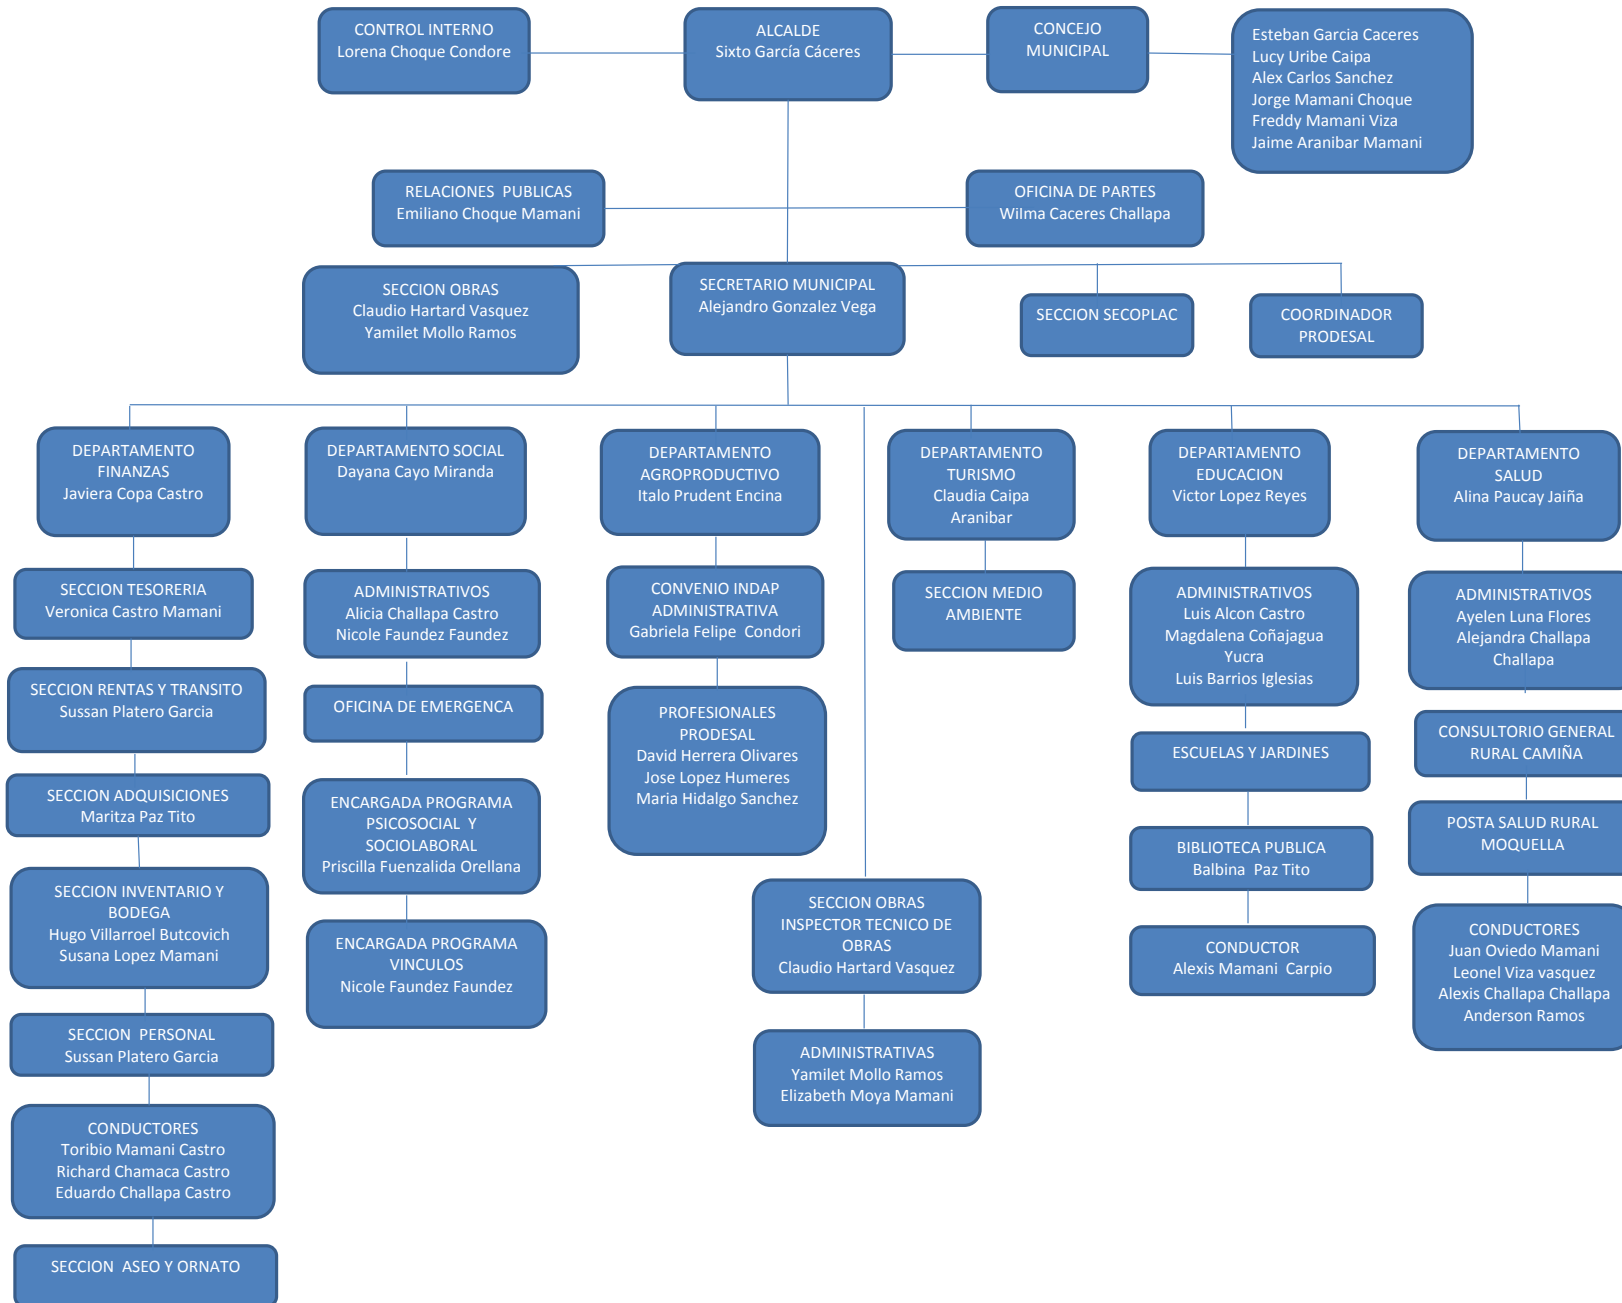 CONTROL INTERNO
Lorena Choque Condore
ALCALDE
Sixto García Cáceres
CONCEJO
MUNICIPAL
Esteban Garcia Caceres
Lucy Uribe Caipa
Alex Carlos Sanchez
Jorge Mamani Choque
Freddy Mamani Viza
Jaime Aranibar Mamani
RELACIONES PUBLICAS
Emiliano Choque Mamani
OFICINA DE PARTES
Wilma Caceres Challapa
SECCION OBRAS
Claudio Hartard Vasquez
Yamilet Mollo Ramos
SECRETARIO MUNICIPAL
Alejandro Gonzalez Vega
SECCION SECOPLAC
COORDINADOR
PRODESAL
DEPARTAMENTO
FINANZAS
Javiera Copa Castro
SECCION TESORERIA
Veronica Castro Mamani
SECCION RENTAS Y TRANSITO
Sussan Platero Garcia
SECCION ADQUISICIONES
Maritza Paz Tito
SECCION INVENTARIO Y
BODEGA
Hugo Villarroel Butcovich
Susana Lopez Mamani
SECCION PERSONAL
Sussan Platero Garcia
CONDUCTORES
Toribio Mamani Castro
Richard Chamaca Castro
Eduardo Challapa Castro
SECCION ASEO Y ORNATO
DEPARTAMENTO SOCIAL
Dayana Cayo Miranda
ADMINISTRATIVOS
Alicia Challapa Castro
Nicole Faundez Faundez
OFICINA DE EMERGENCA
ENCARGADA PROGRAMA
PSICOSOCIAL Y
SOCIOLABORAL
Priscilla Fuenzalida Orellana
ENCARGADA PROGRAMA
VINCULOS
Nicole Faundez Faundez
DEPARTAMENTO
AGROPRODUCTIVO
Italo Prudent Encina
CONVENIO INDAP
ADMINISTRATIVA
Gabriela Felipe Condori
PROFESIONALES
PRODESAL
David Herrera Olivares
Jose Lopez Humeres
Maria Hidalgo Sanchez
SECCION OBRAS
INSPECTOR TECNICO DE
OBRAS
Claudio Hartard Vasquez
ADMINISTRATIVAS
Yamilet Mollo Ramos
Elizabeth Moya Mamani
DEPARTAMENTO
TURISMO
Claudia Caipa
Aranibar
SECCION MEDIO
AMBIENTE
DEPARTAMENTO
EDUCACION
Victor Lopez Reyes
ADMINISTRATIVOS
Luis Alcon Castro
Magdalena Coñajagua
Yucra
Luis Barrios Iglesias
ESCUELAS Y JARDINES
BIBLIOTECA PUBLICA
Balbina Paz Tito
CONDUCTOR
Alexis Mamani Carpio
DEPARTAMENTO
SALUD
Alina Paucay Jaiña
ADMINISTRATIVOS
Ayelen Luna Flores
Alejandra Challapa
Challapa
CONSULTORIO GENERAL
RURAL CAMIÑA
POSTA SALUD RURAL
MOQUELLA
CONDUCTORES
Juan Oviedo Mamani
Leonel Viza vasquez
Alexis Challapa Challapa
Anderson Ramos